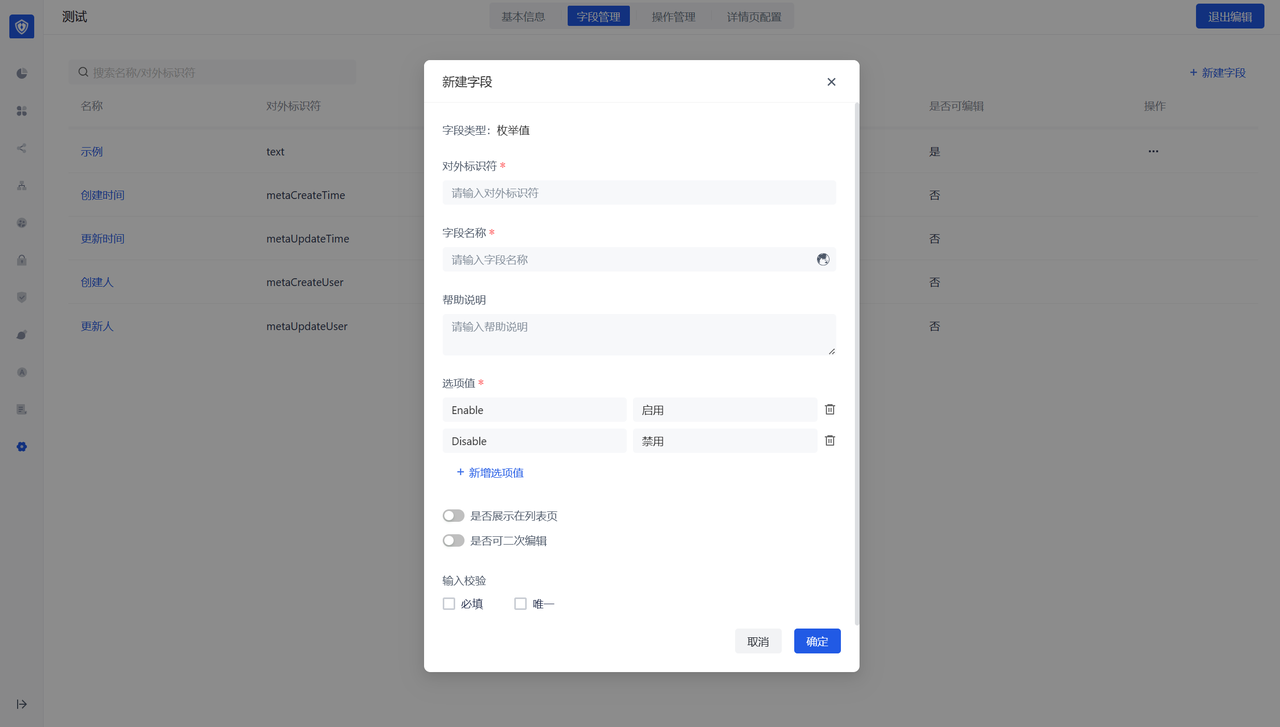 测试
基本信息 字段管理 操作管理 详情页配置
退出编辑
搜索名称/对外标识符
+ 新建字段
名称 对外标识符 是否可编辑 操作
示例 text 是 ···
创建时间 metaCreateTime 否
更新时间 metaUpdateTime 否
创建人 metaCreateUser 否
更新人 metaUpdateUser 否
新建字段
字段类型: 枚举值
对外标识符 *
请输入对外标识符
字段名称 *
请输入字段名称
帮助说明
请输入帮助说明
选项值 *
Enable 启用
Disable 禁用
+ 新增选项值
是否展示在列表页
是否可二次编辑
输入校验
必填 唯一
取消 确定